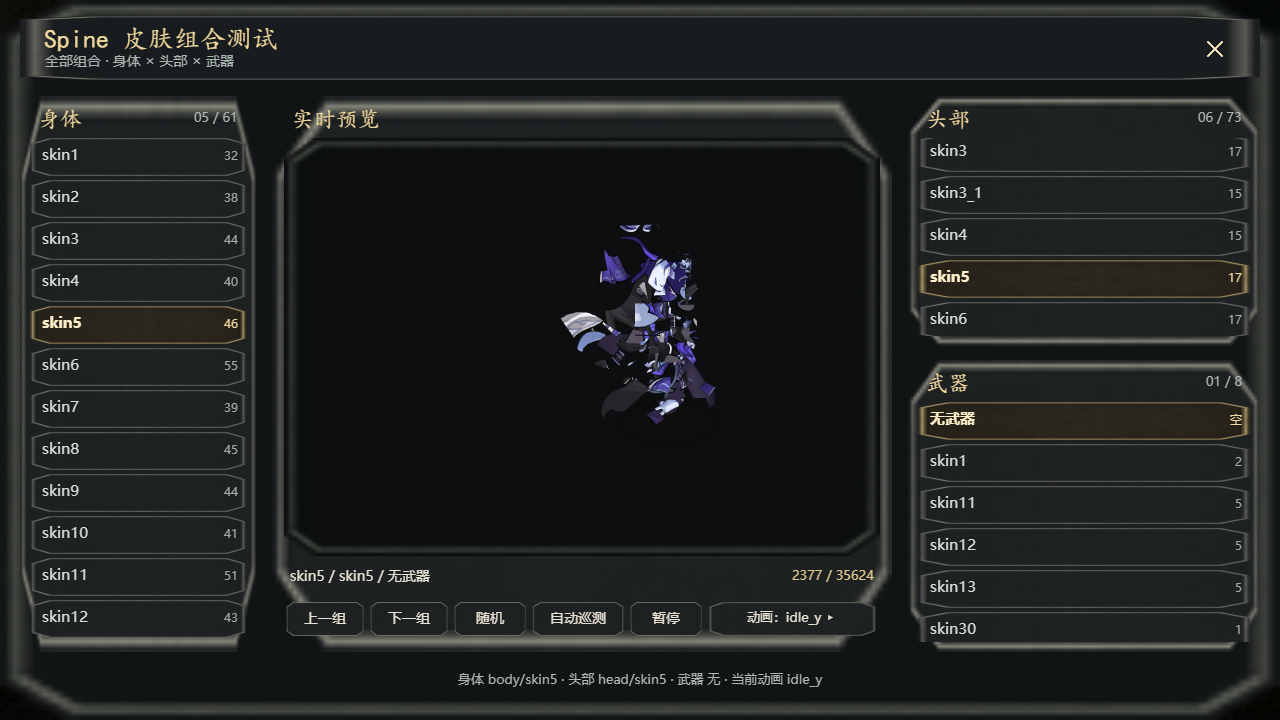 Spine 皮肤组合测试
全部组合 · 身体 × 头部 × 武器
身体 05 / 61
skin1 32
skin2 38
skin3 44
skin4 40
skin5 46
skin6 55
skin7 39
skin8 45
skin9 44
skin10 41
skin11 51
skin12 43
实时预览
skin5 / skin5 / 无武器 2377 / 35624
上一组 下一组 随机 自动巡测 暂停 动画: idle_y ▸
头部 06 / 73
skin3 17
skin3_1 15
skin4 15
skin5 17
skin6 17
武器 01 / 8
无武器 空
skin1 2
skin11 5
skin12 5
skin13 5
skin30 1
身体 body/skin5 · 头部 head/skin5 · 武器 无 · 当前动画 idle_y